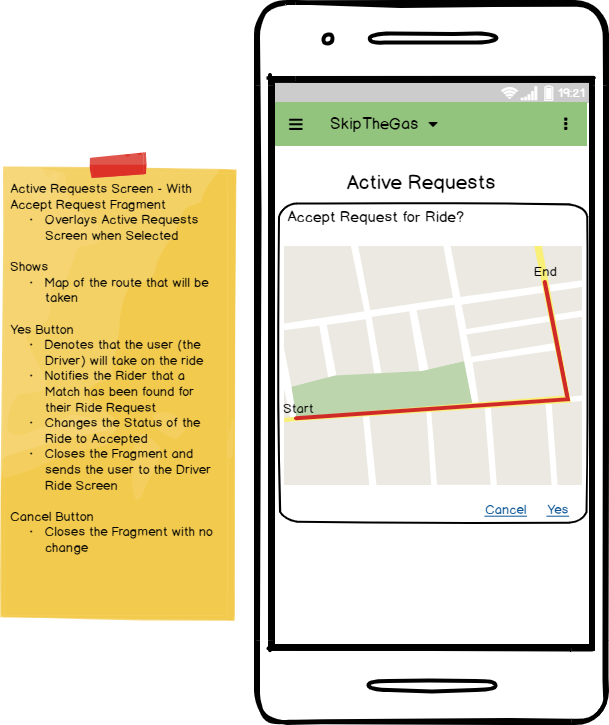 19:21
SkipTheGas
Active Requests
Accept Request for Ride?
End
Start
Cancel Yes
Active Requests Screen - With
Accept Request Fragment
· Overlays Active Requests
Screen when Selected
Shows
· Map of the route that will be
taken
Yes Button
· Denotes that the user (the
Driver) will take on the ride
· Notifies the Rider that a
Match has been found for
their Ride Request
· Changes the Status of the
Ride to Accepted
· Closes the Fragment and
sends the user to the Driver
Ride Screen
Cancel Button
· Closes the Fragment with no
change